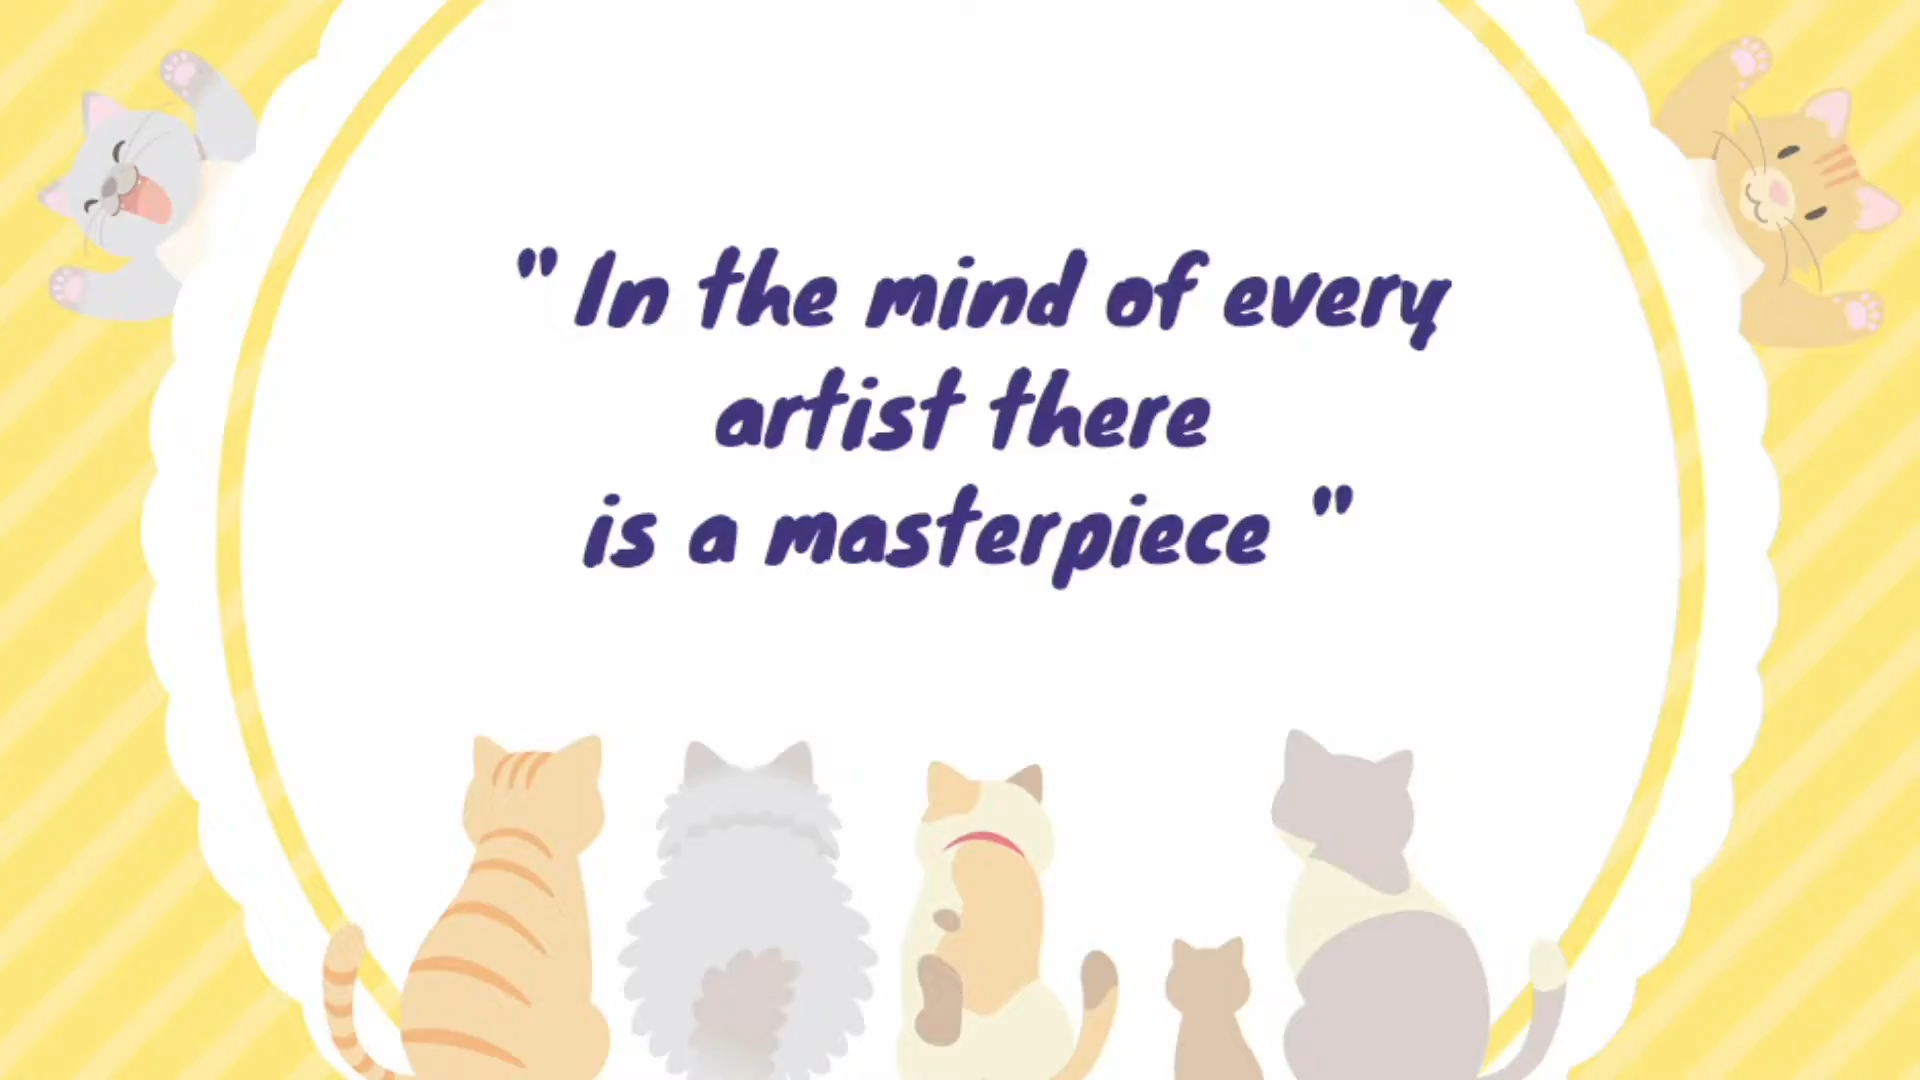 " In the mind of every
artist there
is a masterpiece "